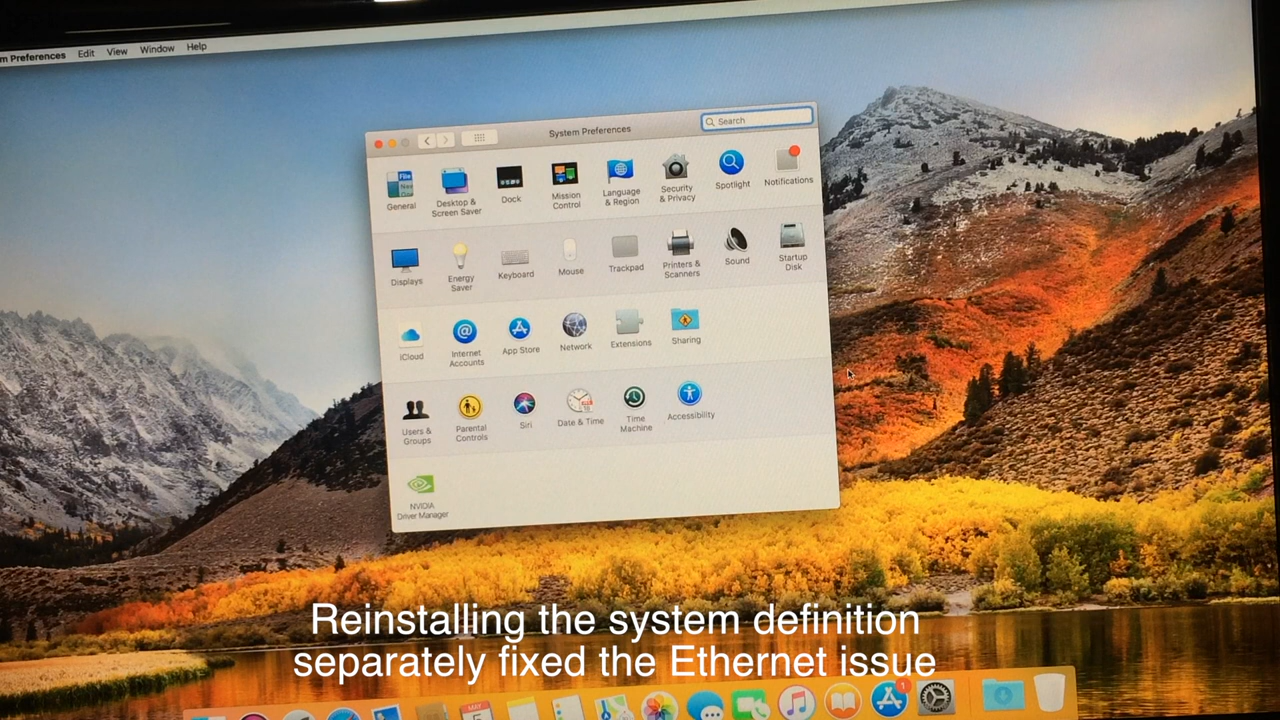 m Preferences Edit View Window Help
System Preferences
Search
General
Desktop &
Screen Saver
Dock
Mission
Control
Language
& Region
Security
& Privacy
Spotlight
Notifications
Displays
Energy
Saver
Keyboard
Mouse
Trackpad
Printers &
Scanners
Sound
Startup
Disk
iCloud
Internet
Accounts
App Store
Network
Extensions
Sharing
Users &
Groups
Parental
Controls
Siri
Date & Time
Time
Machine
Accessibility
NVIDIA
Driver Manager
Reinstalling the system definition
separately fixed the Ethernet issue
MAY
1